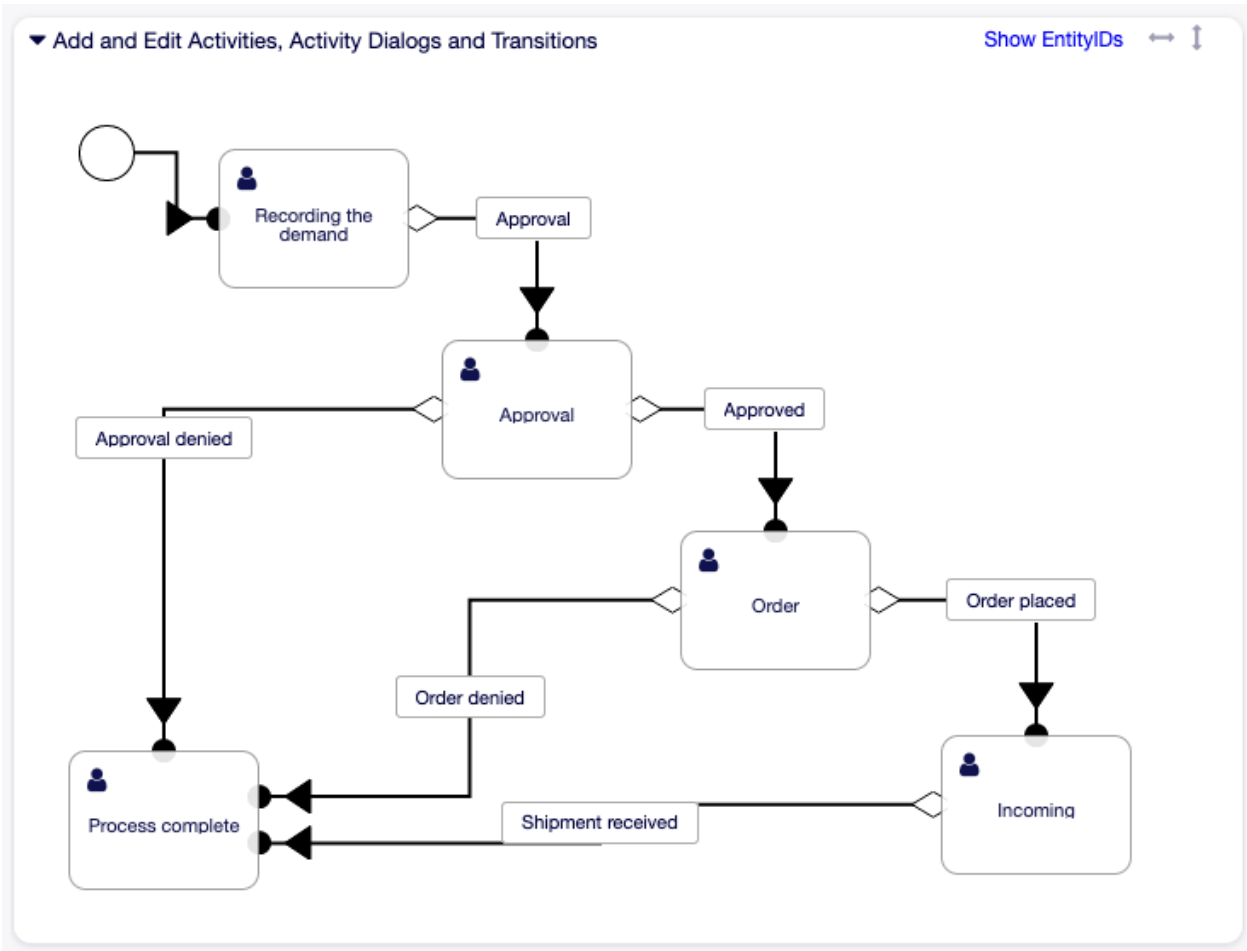 Add and Edit Activities, Activity Dialogs and Transitions
Show EntityIDs
Recording the
demand
Approval
Approval
Approved
Approval denied
Order
Order placed
Order denied
Process complete
Shipment received
Incoming